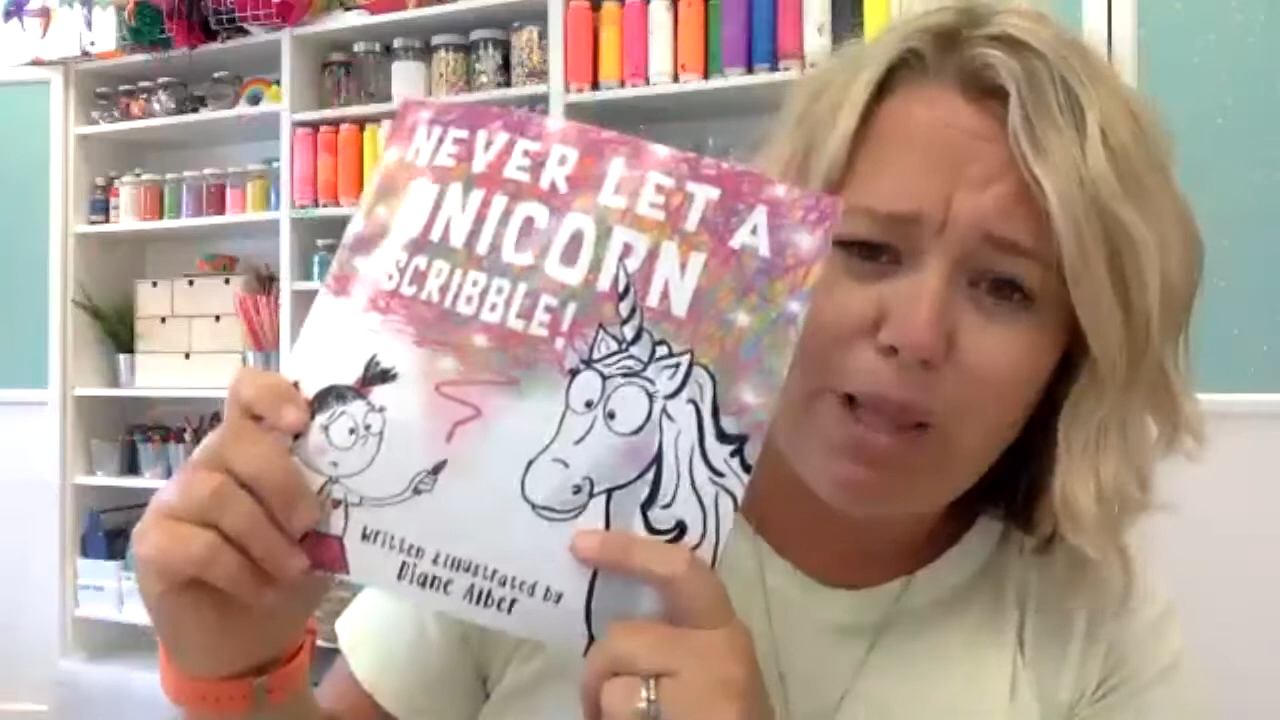 NEVER LET A
UNICORN
SCRIBBLE!
Written & Illustrated by
Diane Alber